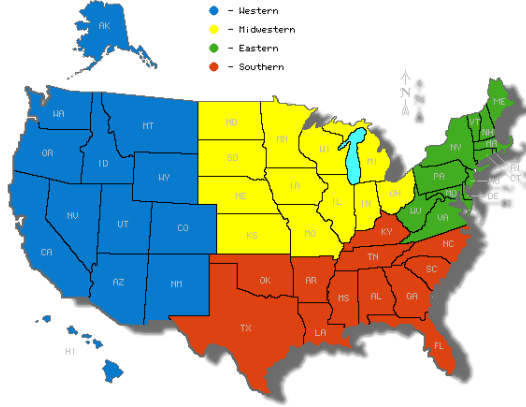 AK
- Western
- Midwestern
- Eastern
- Southern
N
WA
MT
ND
MN
ME
VT
NH
OR
ID
SD
WI
MI
NY
MA
RI
CT
WY
NE
IA
PA
NJ
DE
MD
NV
UT
CO
KS
MO
IL
IN
OH
WV
VA
CA
KY
NC
AZ
NM
OK
AR
TN
SC
TX
LA
MS
AL
GA
FL
HI